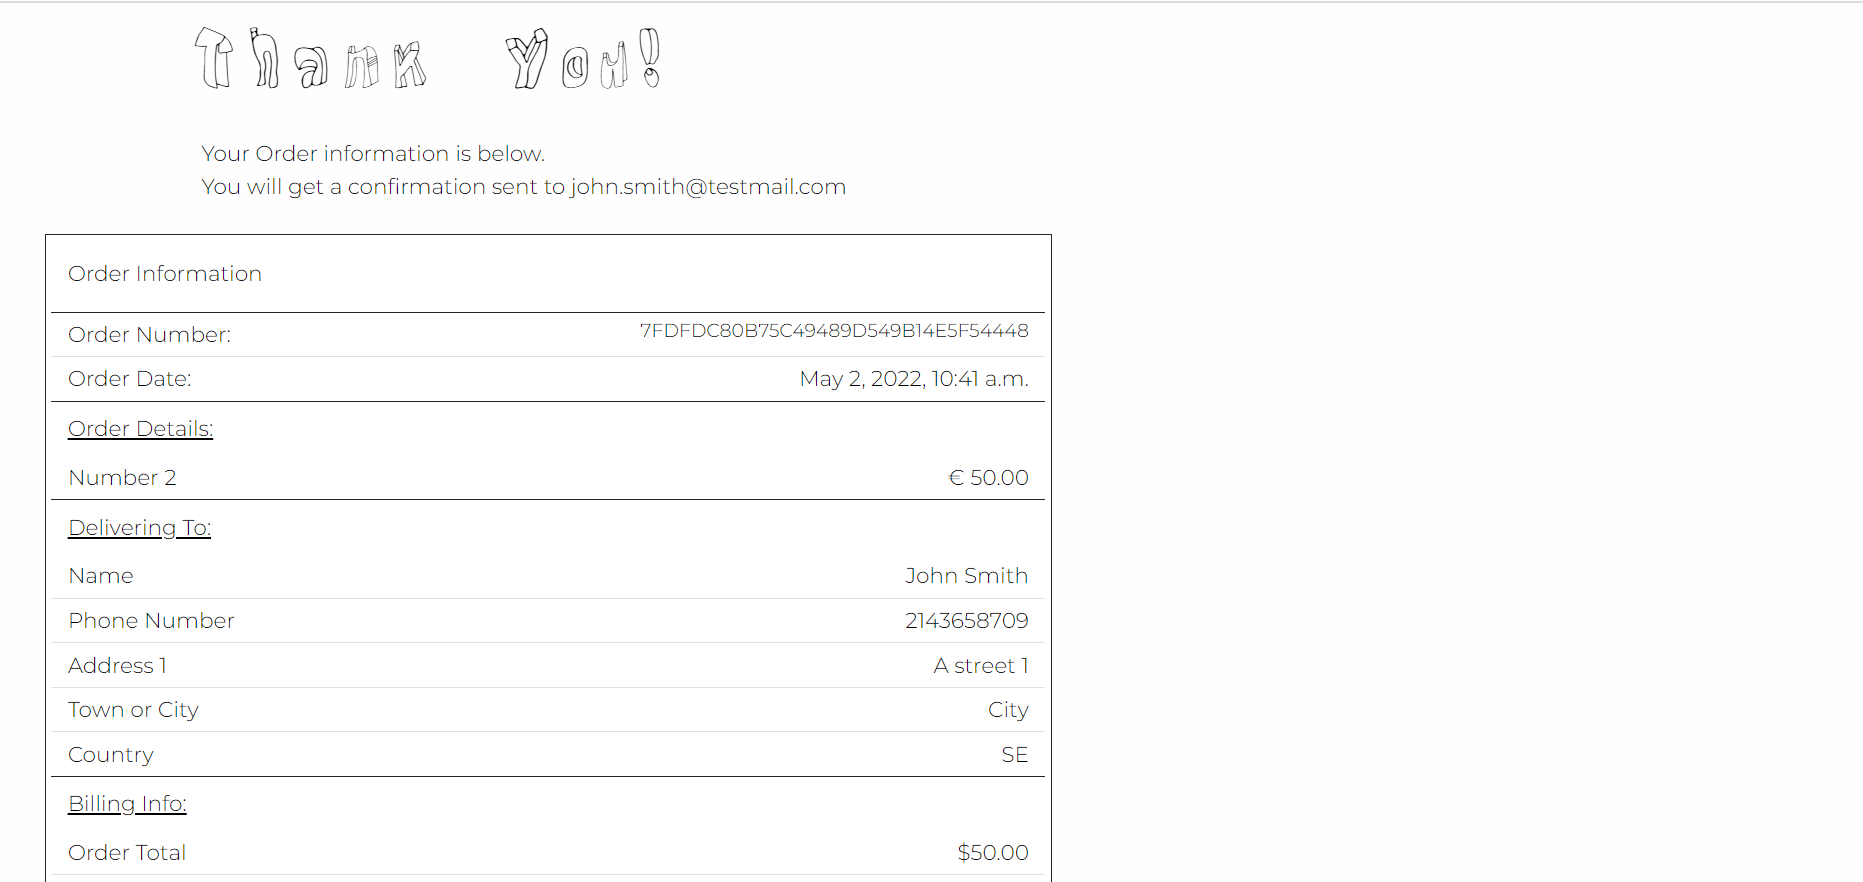 Thank You!
Your Order information is below.
You will get a confirmation sent to john.smith@testmail.com
Order Information
Order Number: 7FDFDC80B75C49489D549B14E5F54448
Order Date: May 2, 2022, 10:41 a.m.
Order Details:
Number 2 € 50.00
Delivering To:
Name John Smith
Phone Number 2143658709
Address 1 A street 1
Town or City City
Country SE
Billing Info:
Order Total $50.00